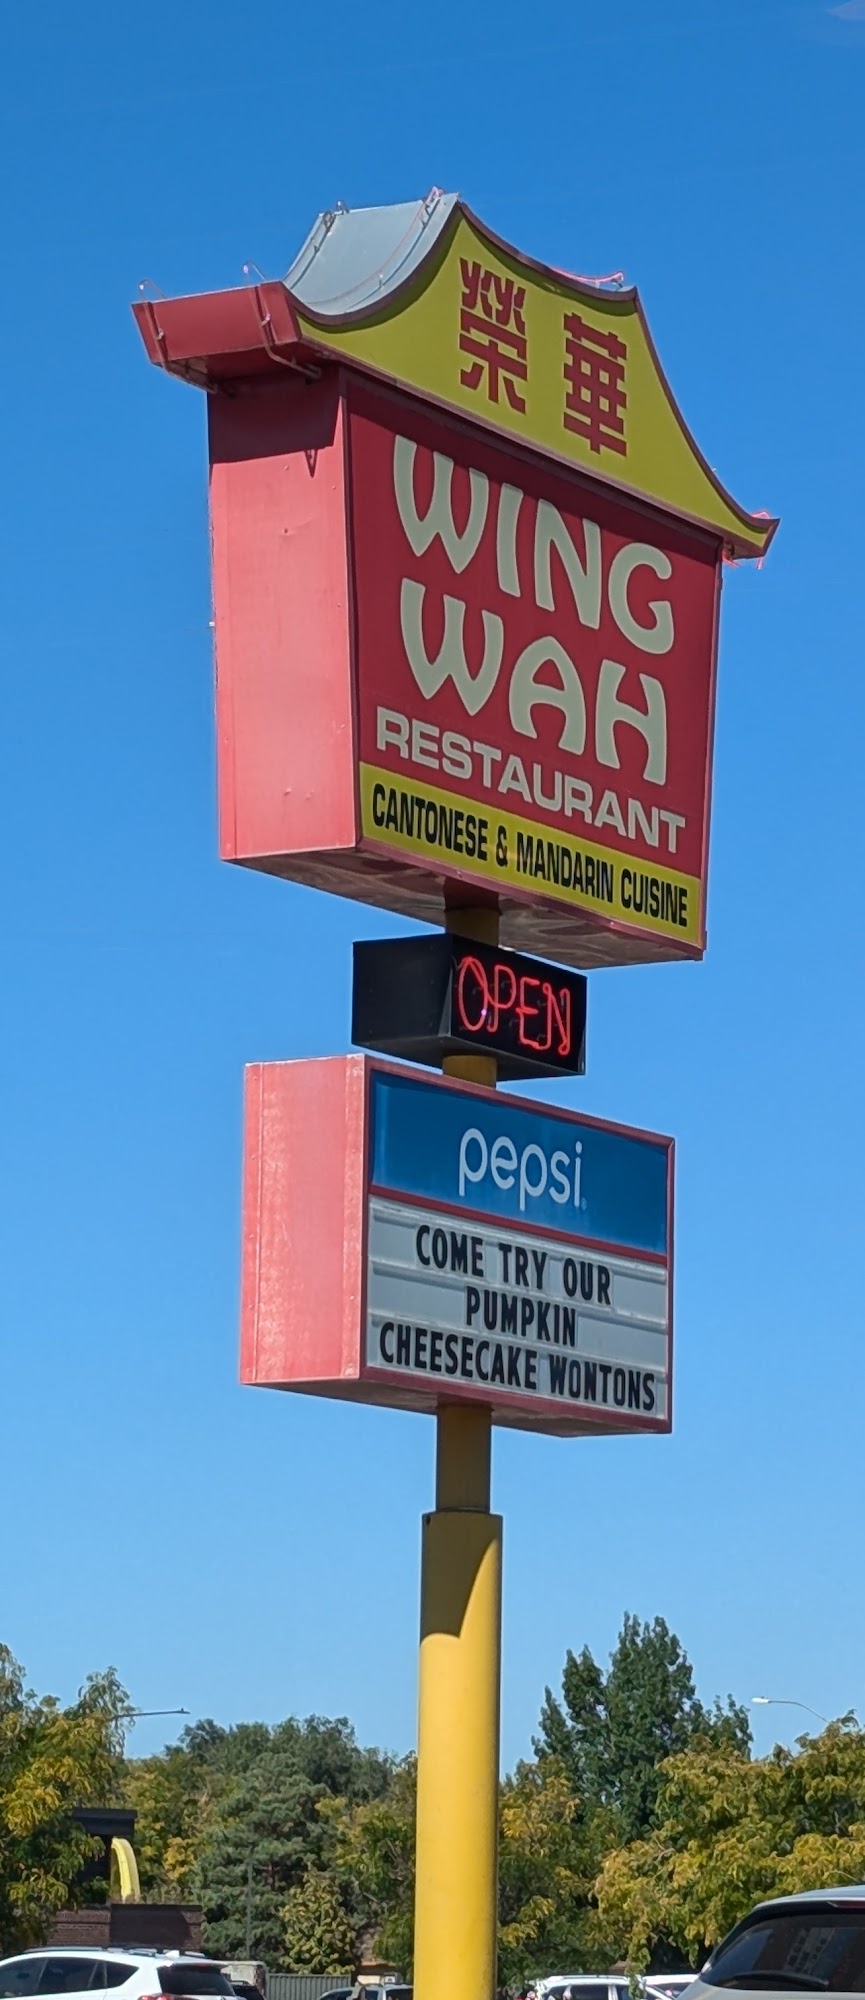 榮華
WING
WAH
RESTAURANT
CANTONESE & MANDARIN CUISINE
OPEN
pepsi
COME TRY OUR
PUMPKIN
CHEESECAKE WONTONS